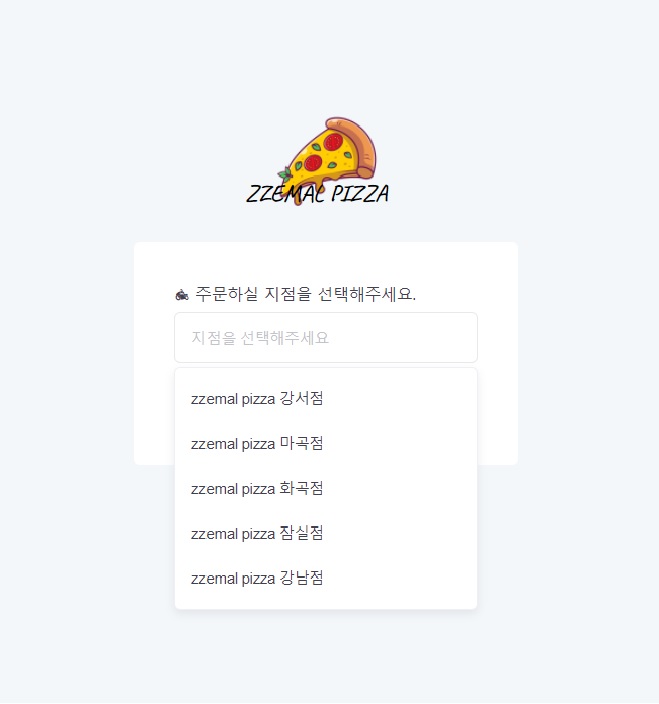 ZZEMAL PIZZA
주문하실 지점을 선택해주세요.
지점을 선택해주세요
zzemal pizza 강서점
zzemal pizza 마곡점
zzemal pizza 화곡점
zzemal pizza 잠실점
zzemal pizza 강남점